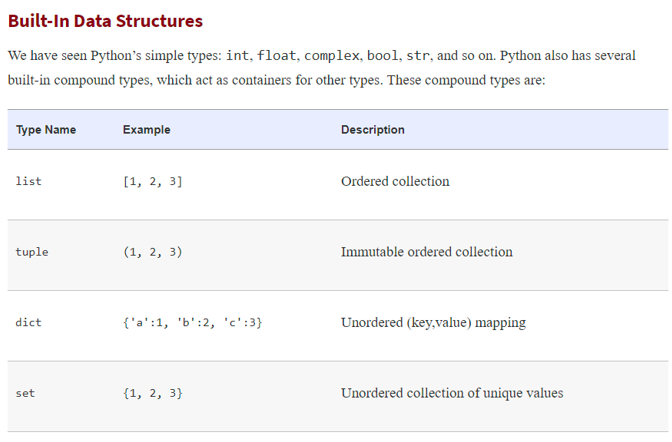 Built-In Data Structures
We have seen Python’s simple types: int, float, complex, bool, str, and so on. Python also has several
built-in compound types, which act as containers for other types. These compound types are:
Type Name Example Description
list [1, 2, 3] Ordered collection
tuple (1, 2, 3) Immutable ordered collection
dict {'a':1, 'b':2, 'c':3} Unordered (key,value) mapping
set {1, 2, 3} Unordered collection of unique values